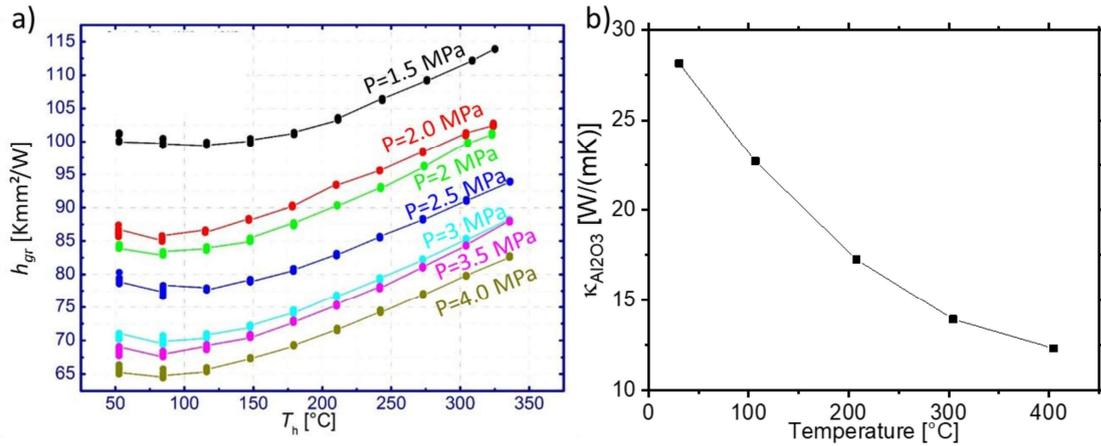 a)
h_gr [Kmm²/W]
115
110
105
100
95
90
85
80
75
70
65
P=1.5 MPa
P=2.0 MPa
P=2 MPa
P=2.5 MPa
P=3 MPa
P=3.5 MPa
P=4.0 MPa
50 100 150 200 250 300 350
T_h [°C]
b)
κ_Al2O3 [W/(mK)]
30
25
20
15
10
0 100 200 300 400
Temperature [°C]